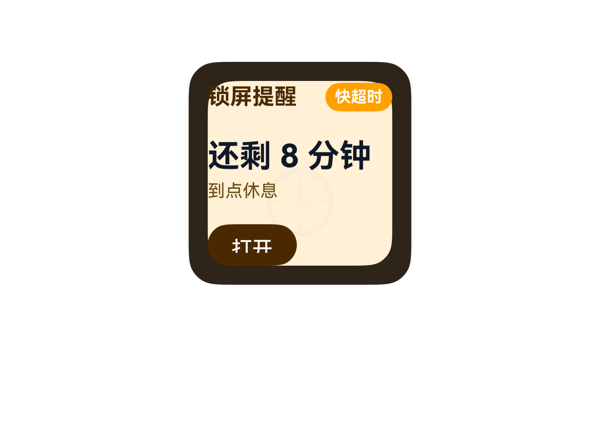 锁屏提醒
快超时
还剩 8 分钟
到点休息
打开